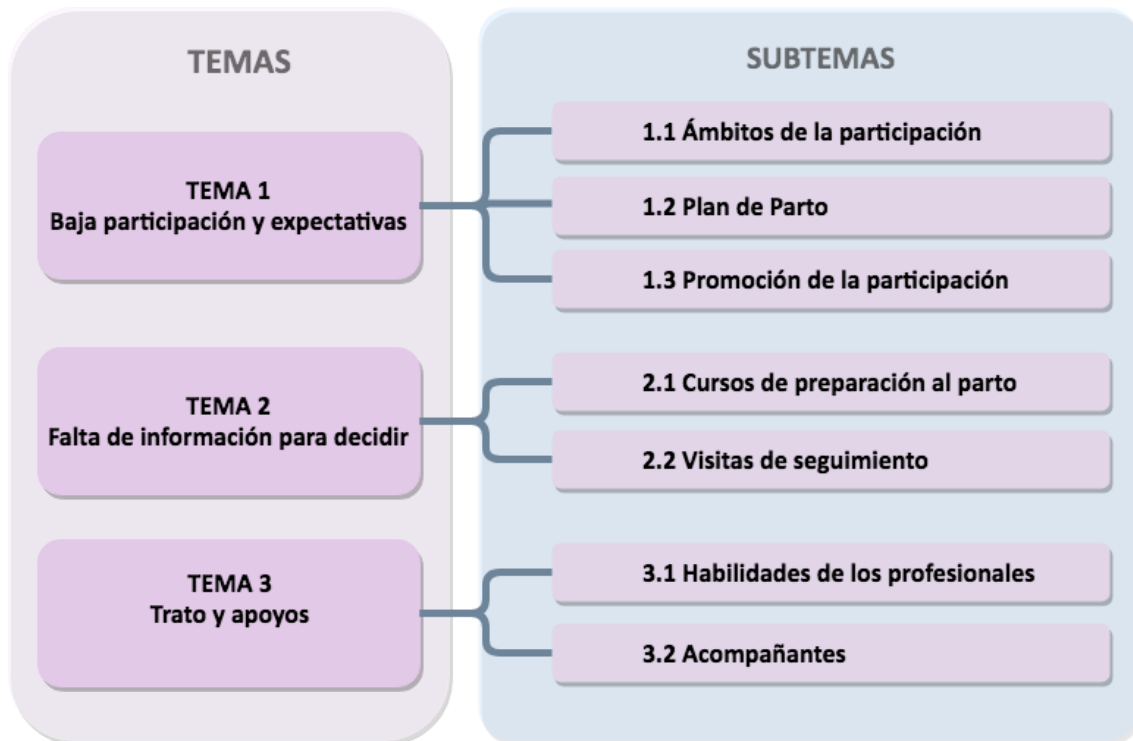 TEMAS
SUBTEMAS
TEMA 1
Baja participación y expectativas
1.1 Ámbitos de la participación
1.2 Plan de Parto
1.3 Promoción de la participación
TEMA 2
Falta de información para decidir
2.1 Cursos de preparación al parto
2.2 Visitas de seguimiento
TEMA 3
Trato y apoyos
3.1 Habilidades de los profesionales
3.2 Acompañantes